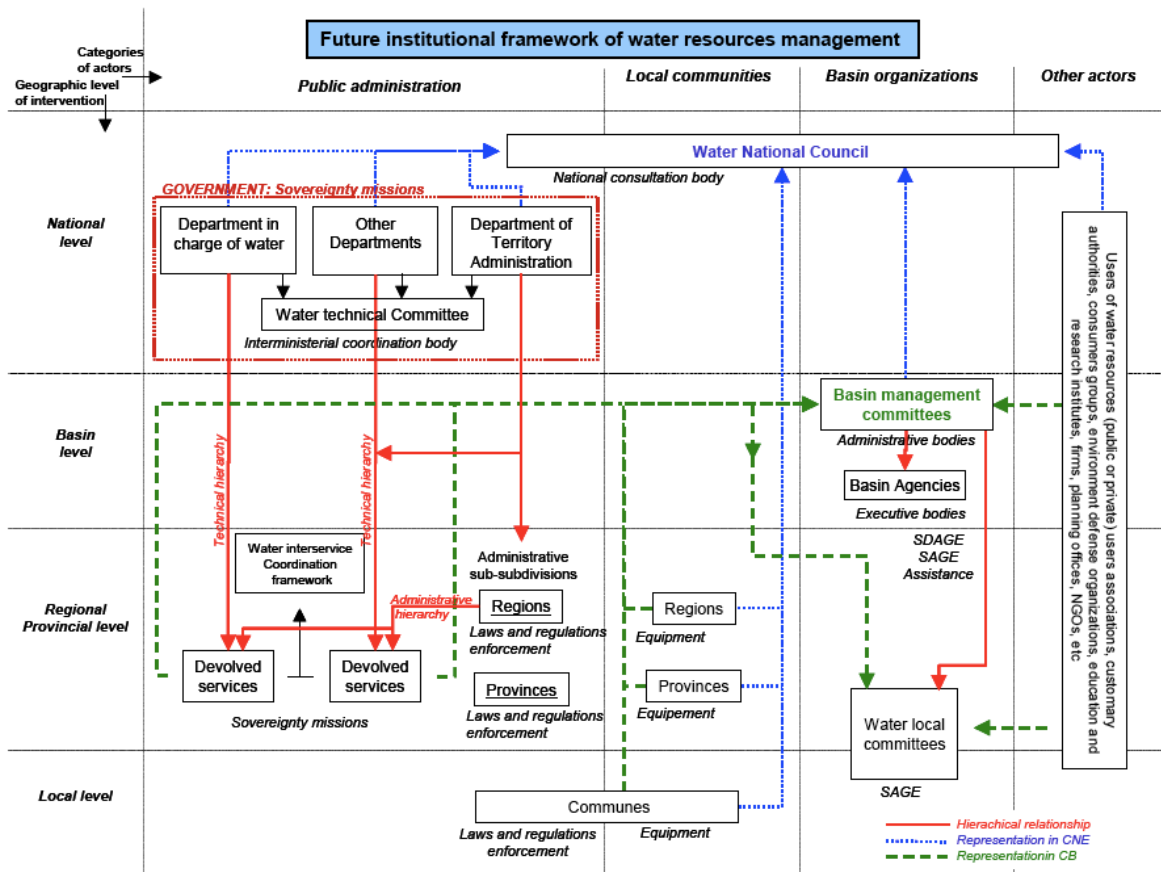 Future institutional framework of water resources management
Categories
of actors
Geographic level
of intervention
Public administration
Local communities
Basin organizations
Other actors
National
level
Water National Council
National consultation body
GOVERNMENT: Sovereignty missions
Department in
charge of water
Other
Departments
Department of
Territory
Administration
Water technical Committee
Interministerial coordination body
Users of water resources (public or private) users associations, customary
authorities, consumers groups, environment defense organizations, education and
research institutes, firms, planning offices, NGOs, etc
Basin
level
Technical hierarchy
Technical hierarchy
Basin management
committees
Administrative bodies
Basin Agencies
Executive bodies
SDAGE
SAGE
Assistance
Regional
Provincial level
Water interservice
Coordination
framework
Administrative
sub-subdivisions
Administrative
hierarchy
Regions
Laws and regulations
enforcement
Regions
Equipment
Devolved
services
Devolved
services
Sovereignty missions
Provinces
Laws and regulations
enforcement
Provinces
Equipement
Water local
committees
SAGE
Local level
Communes
Laws and regulations
enforcement
Equipment
Hierachical relationship
Representation in CNE
Representationin CB